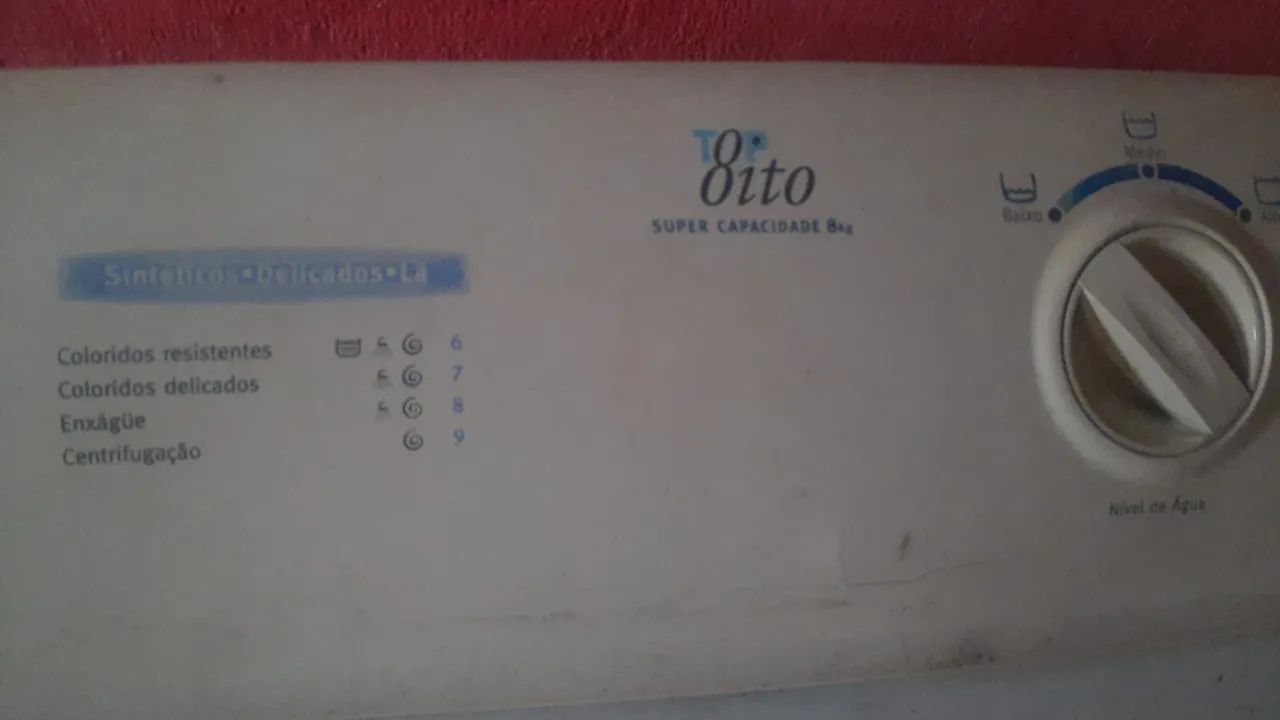 TOP
8ito
SUPER CAPACIDADE 8Kg
Médio
Baixo
Sintéticos•Delicados•Lã
Coloridos resistentes 6
Coloridos delicados 7
Enxágüe 8
Centrifugação 9
Nível de Água